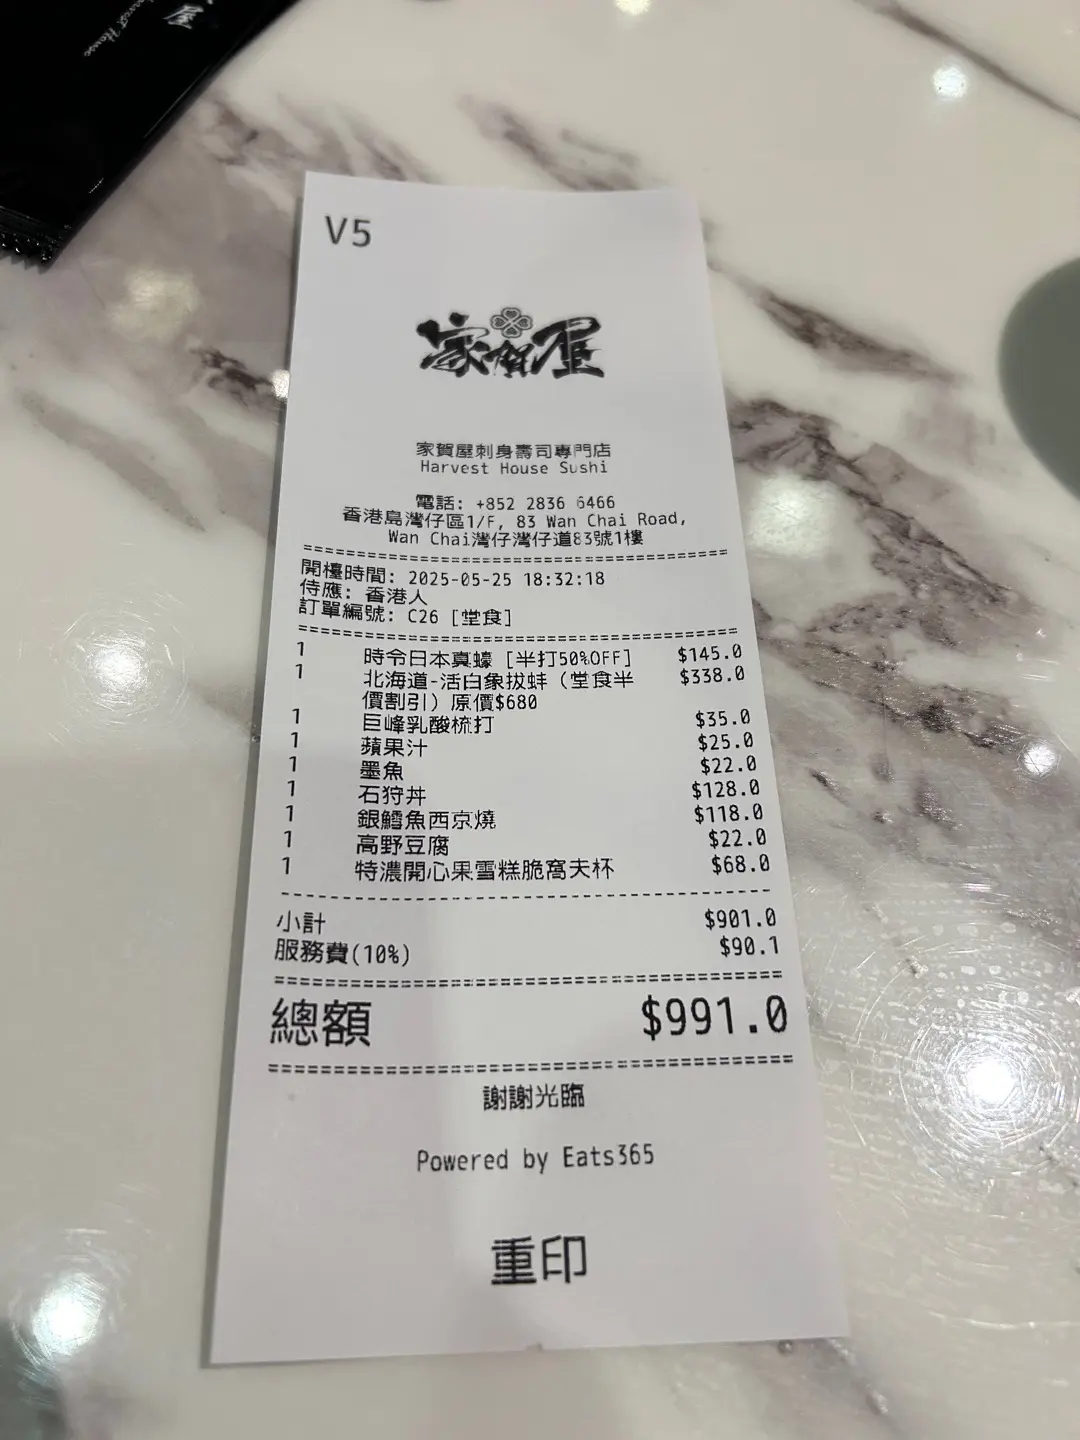 屋
Harvest House
V5
家賀屋
家賀屋刺身壽司專門店
Harvest House Sushi
電話: +852 2836 6466
香港島灣仔區1/F, 83 Wan Chai Road,
Wan Chai灣仔灣仔道83號1樓
開檯時間: 2025-05-25 18:32:18
侍應: 香港人
訂單編號: C26 [堂食]
1 時令日本真蠔 [半打50%OFF] $145.0
1 北海道-活白象拔蚌（堂食半 $338.0
價割引）原價$680
1 巨峰乳酸梳打 $35.0
1 蘋果汁 $25.0
1 墨魚 $22.0
1 石狩丼 $128.0
1 銀鱈魚西京燒 $118.0
1 高野豆腐 $22.0
1 特濃開心果雪糕脆窩夫杯 $68.0
小計 $901.0
服務費(10%) $90.1
總額 $991.0
謝謝光臨
Powered by Eats365
重印